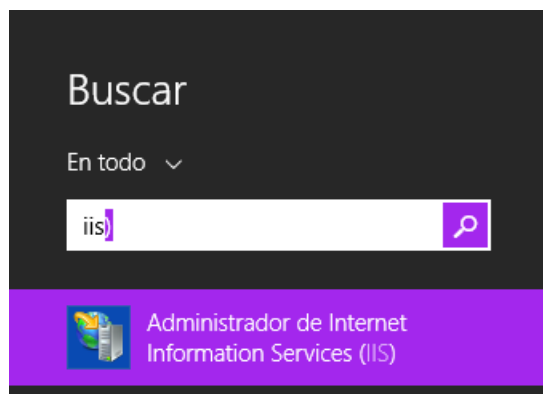 Buscar
En todo
iis)
Administrador de Internet
Information Services (IIS)